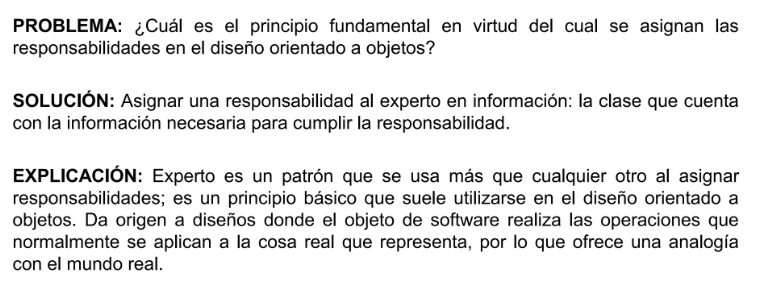 PROBLEMA: ¿Cuál es el principio fundamental en virtud del cual se asignan las
responsabilidades en el diseño orientado a objetos?
SOLUCIÓN: Asignar una responsabilidad al experto en información: la clase que cuenta
con la información necesaria para cumplir la responsabilidad.
EXPLICACIÓN: Experto es un patrón que se usa más que cualquier otro al asignar
responsabilidades; es un principio básico que suele utilizarse en el diseño orientado a
objetos. Da origen a diseños donde el objeto de software realiza las operaciones que
normalmente se aplican a la cosa real que representa, por lo que ofrece una analogía
con el mundo real.